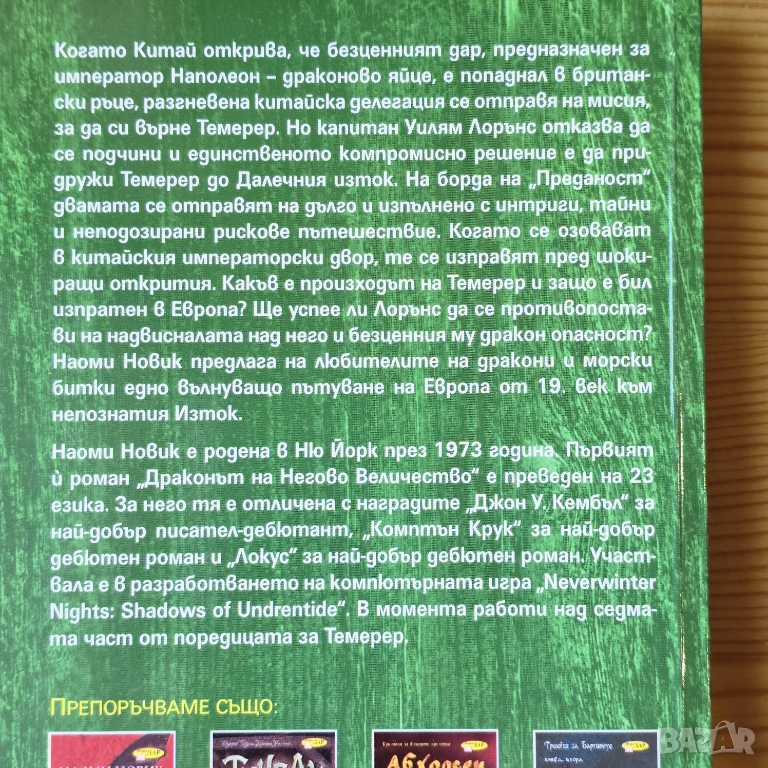 Когато Китай открива, че безценният дар, предназначен за
император Наполеон – драконово яйце, е попаднал в британ-
ски ръце, разгневена китайска делегация се отправя на мисия,
за да си върне Темерер. Но капитан Уилям Лорънс отказва да
се подчини и единственото компромисно решение е да при-
дружи Темерер до Далечния изток. На борда на „Преданост“
двамата се отправят на дълго и изпълнено с интриги, тайни
и неподозирани рискове пътешествие. Когато се озовават
в китайския императорски двор, те се изправят пред шоки-
ращи открития. Какъв е произходът на Темерер и защо е бил
изпратен в Европа? Ще успее ли Лорънс да се противопоста-
ви на надвисналата над него и безценния му дракон опасност?
Наоми Новик предлага на любителите на дракони и морски
битки едно вълнуващо пътуване на Европа от 19. век към
непознатия Изток.
Наоми Новик е родена в Ню Йорк през 1973 година. Първият
ѝ роман „Драконът на Негово Величество“ е преведен на 23
езика. За него тя е отличена с наградите „Джон У. Кембъл“ за
най-добър писател-дебютант, „Комптън Крук“ за най-добър
дебютен роман и „Локус“ за най-добър дебютен роман. Участ-
вала е в разработването на компютърната игра „Neverwinter
Nights: Shadows of Undrentide“. В момента работи над седма-
та част от поредицата за Темерер.
ПРЕПОРЪЧВАМЕ СЪЩО:
BAZAR